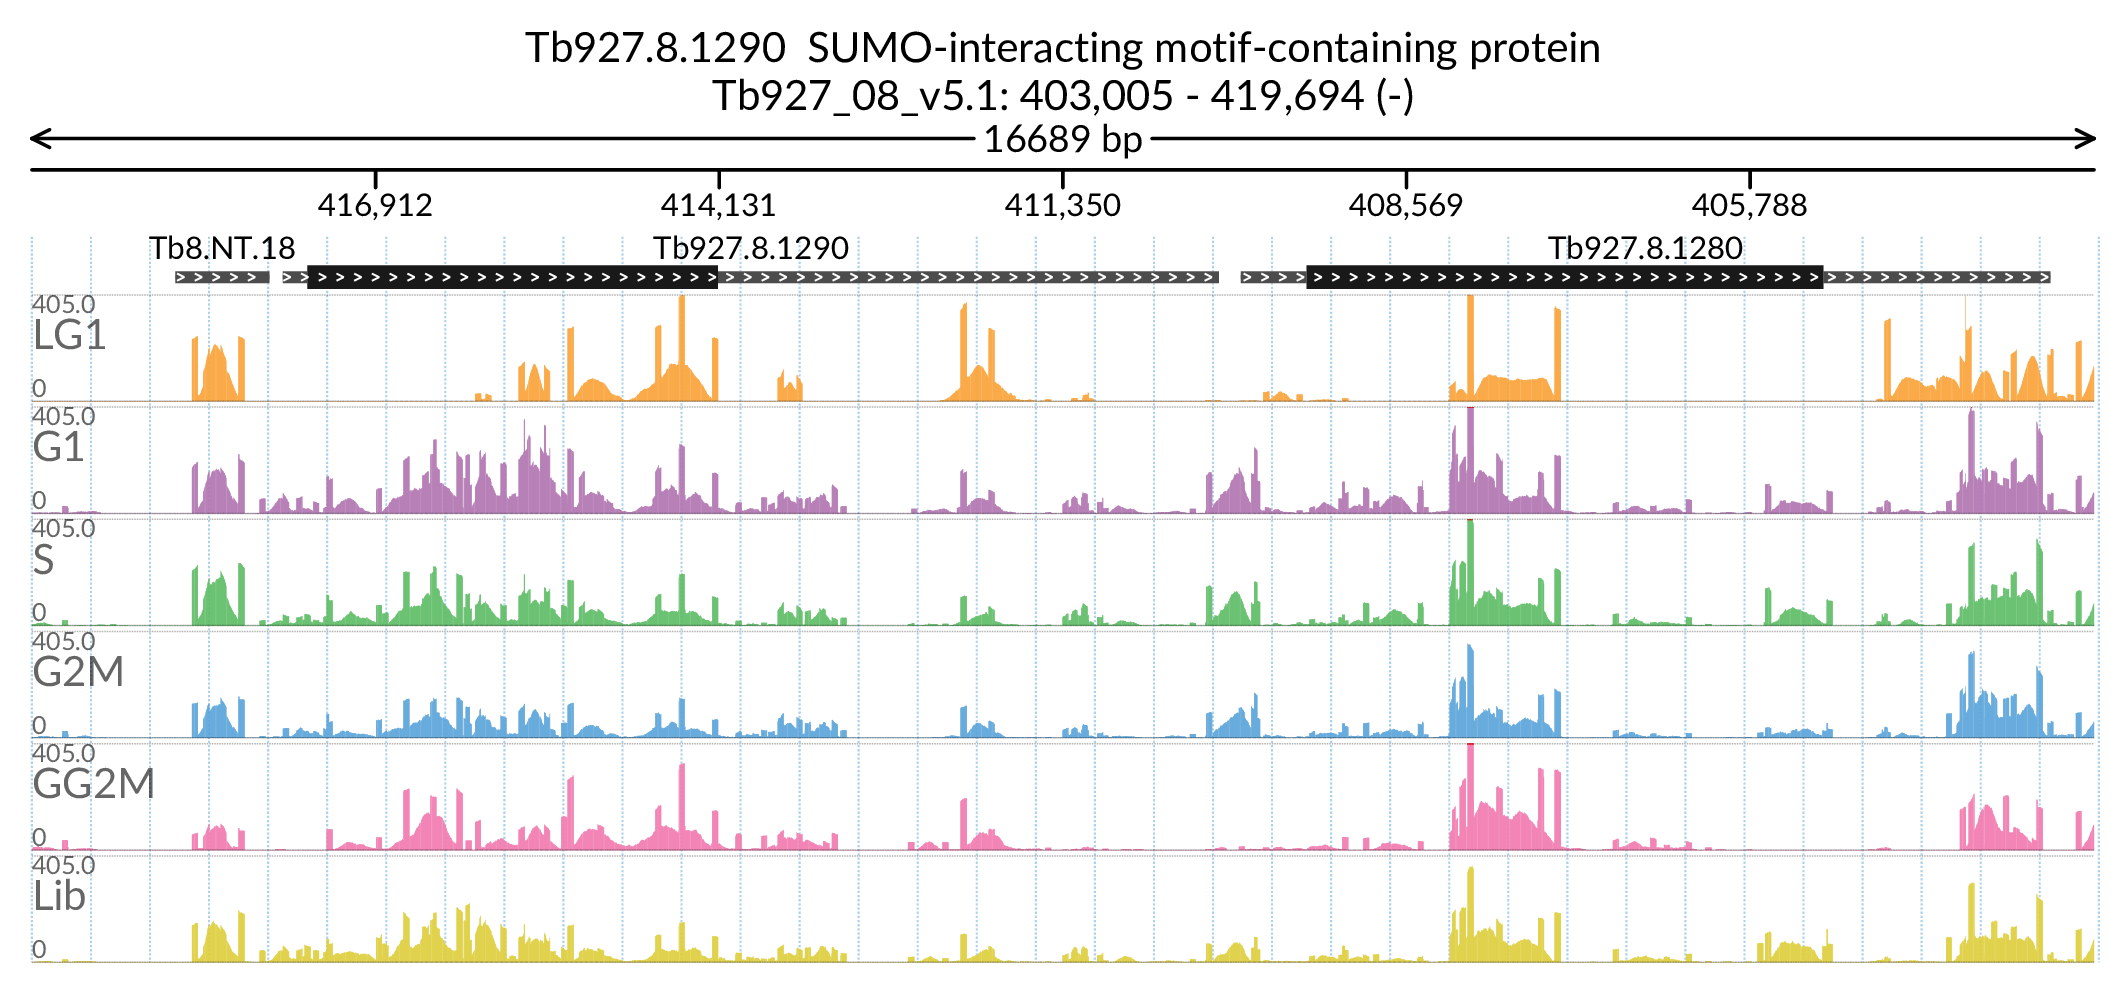 Tb927.8.1290  SUMO-interacting motif-containing protein
Tb927_08_v5.1: 403,005 - 419,694 (-)
16689 bp
416,912 414,131 411,350 408,569 405,788
Tb8.NT.18 Tb927.8.1290 Tb927.8.1280
405.0
LG1
0
405.0
G1
0
405.0
S
0
405.0
G2M
0
405.0
GG2M
0
405.0
Lib
0